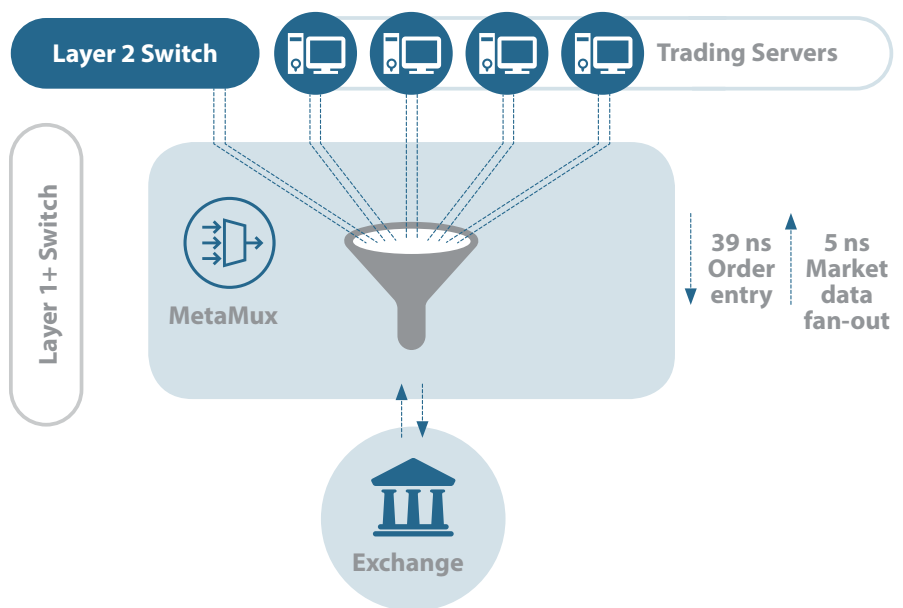 Layer 2 Switch
Trading Servers
Layer 1+ Switch
MetaMux
39 ns
Order
entry
5 ns
Market
data
fan-out
Exchange